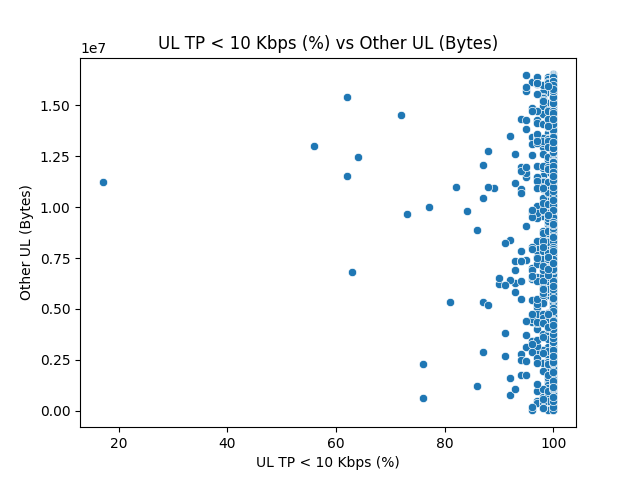 UL TP < 10 Kbps (%) vs Other UL (Bytes)
1e7
1.50
1.25
1.00
0.75
0.50
0.25
0.00
Other UL (Bytes)
20 40 60 80 100
UL TP < 10 Kbps (%)